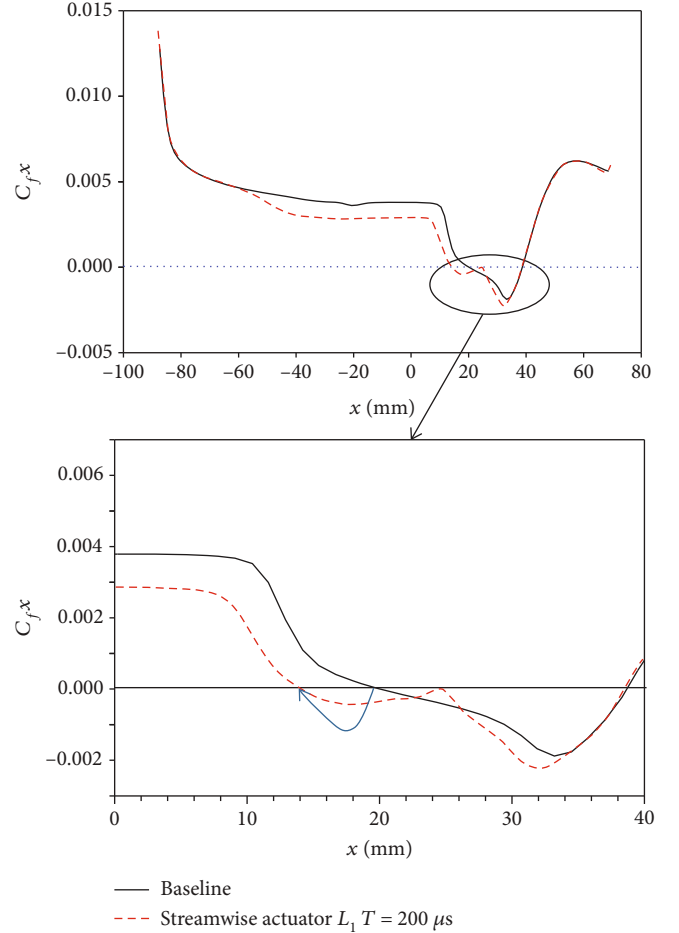 0.015
0.010
0.005
0.000
−0.005
C_f x
−100 −80 −60 −40 −20 0 20 40 60 80
x (mm)
0.006
0.004
0.002
0.000
−0.002
C_f x
0 10 20 30 40
x (mm)
Baseline
Streamwise actuator L₁ T = 200 μs